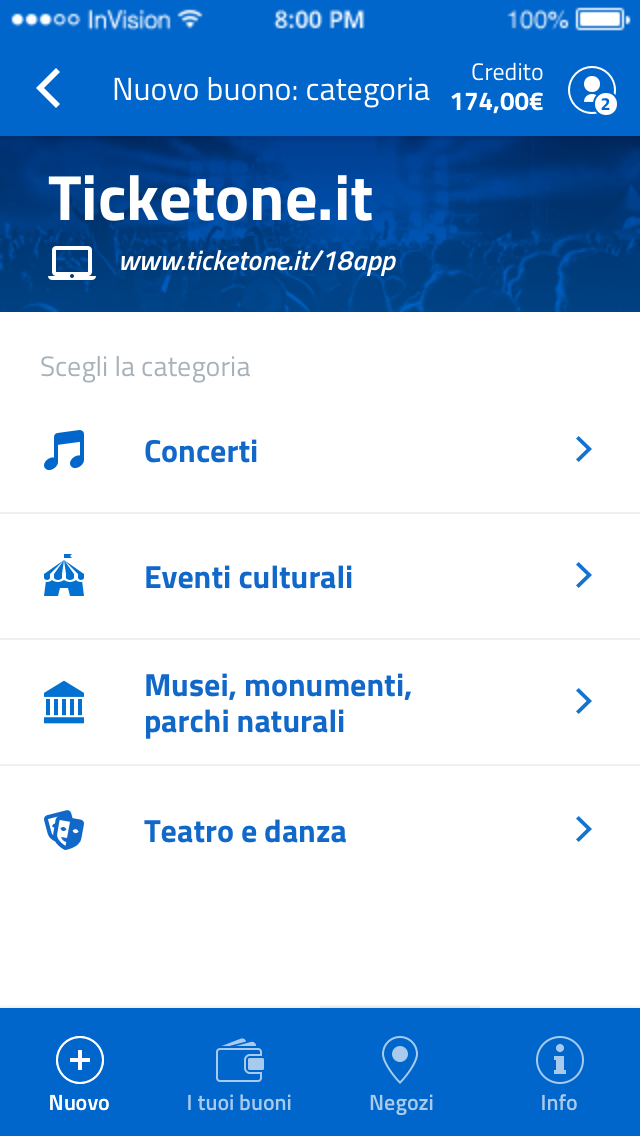 InVision 8:00 PM 100%
Nuovo buono: categoria
Credito
174,00€
2
Ticketone.it
www.ticketone.it/18app
Scegli la categoria
Concerti
Eventi culturali
Musei, monumenti,
parchi naturali
Teatro e danza
Nuovo
I tuoi buoni
Negozi
Info